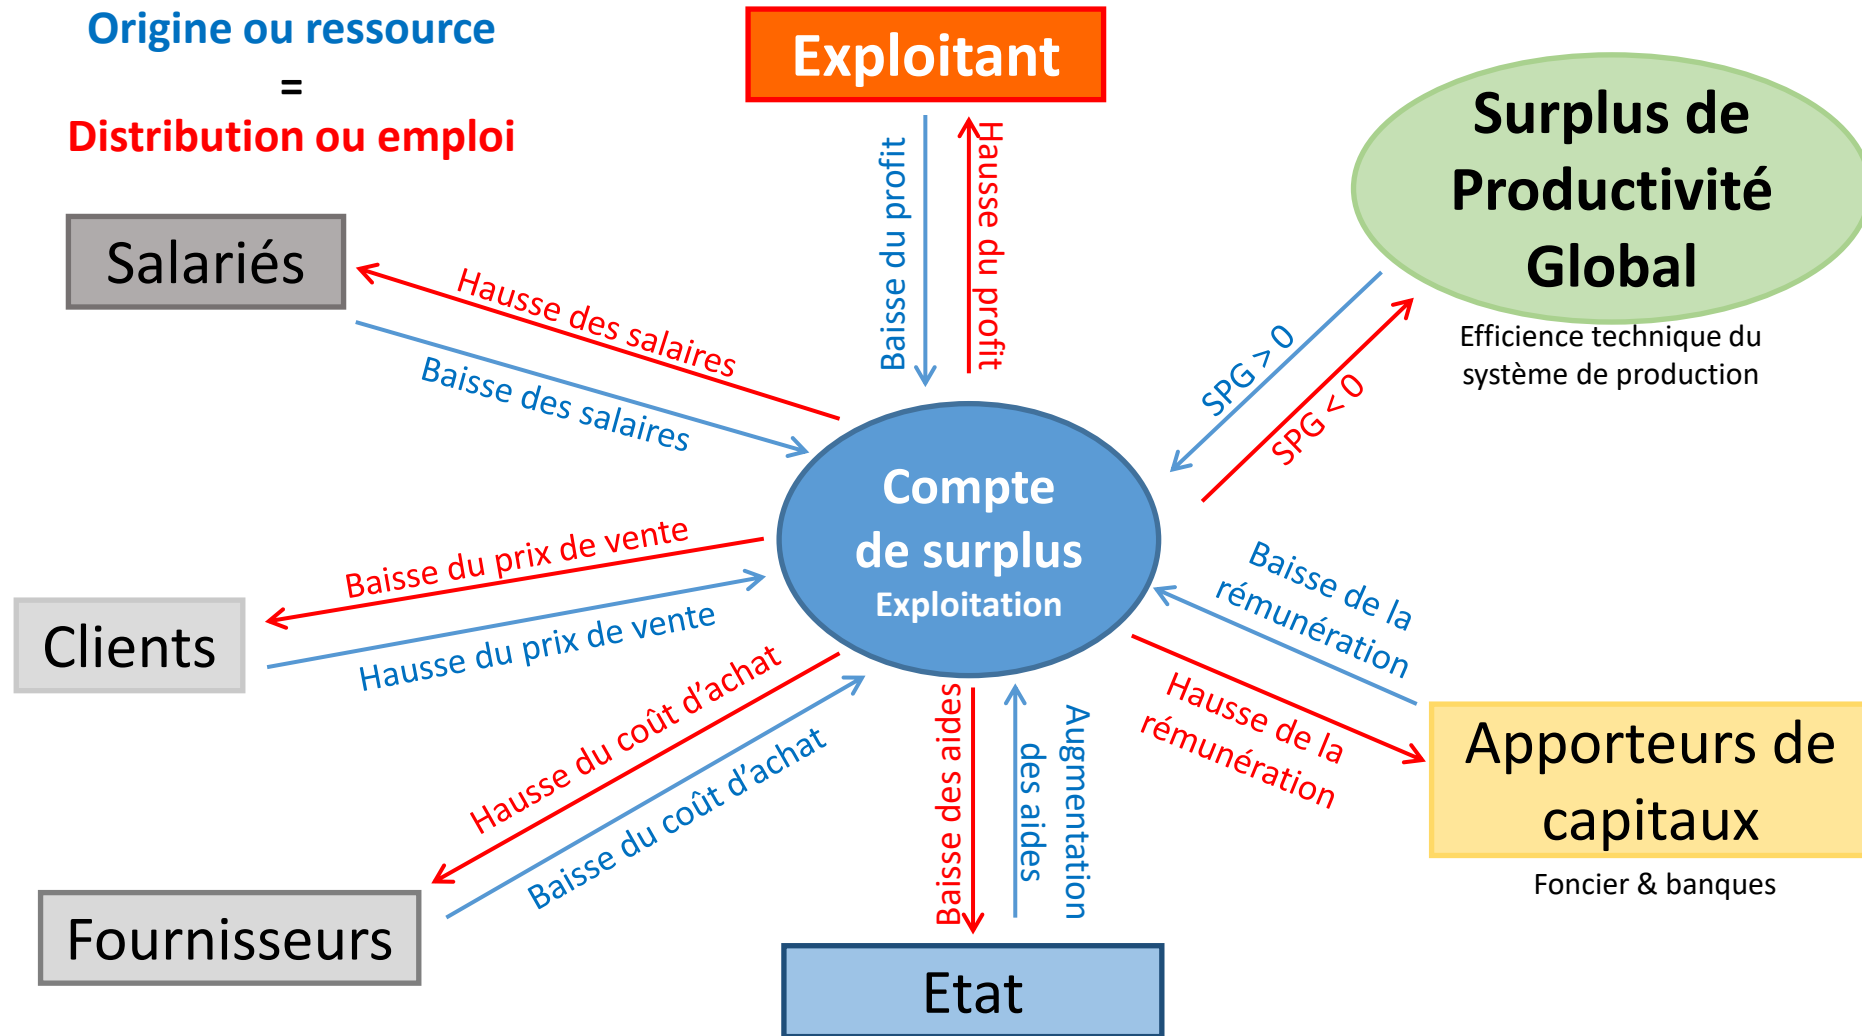 Origine ou ressource
=
Distribution ou emploi
Exploitant
Surplus de
Productivité
Global
Efficience technique du
système de production
Salariés
Hausse des salaires
Baisse des salaires
Baisse du profit
Hausse du profit
SPG > 0
SPG < 0
Compte
de surplus
Exploitation
Baisse du prix de vente
Hausse du prix de vente
Clients
Baisse de la
rémunération
Hausse de la
rémunération
Hausse du coût d’achat
Baisse du coût d’achat
Baisse des aides
Augmentation
des aides
Apporteurs de
capitaux
Foncier & banques
Fournisseurs
Etat